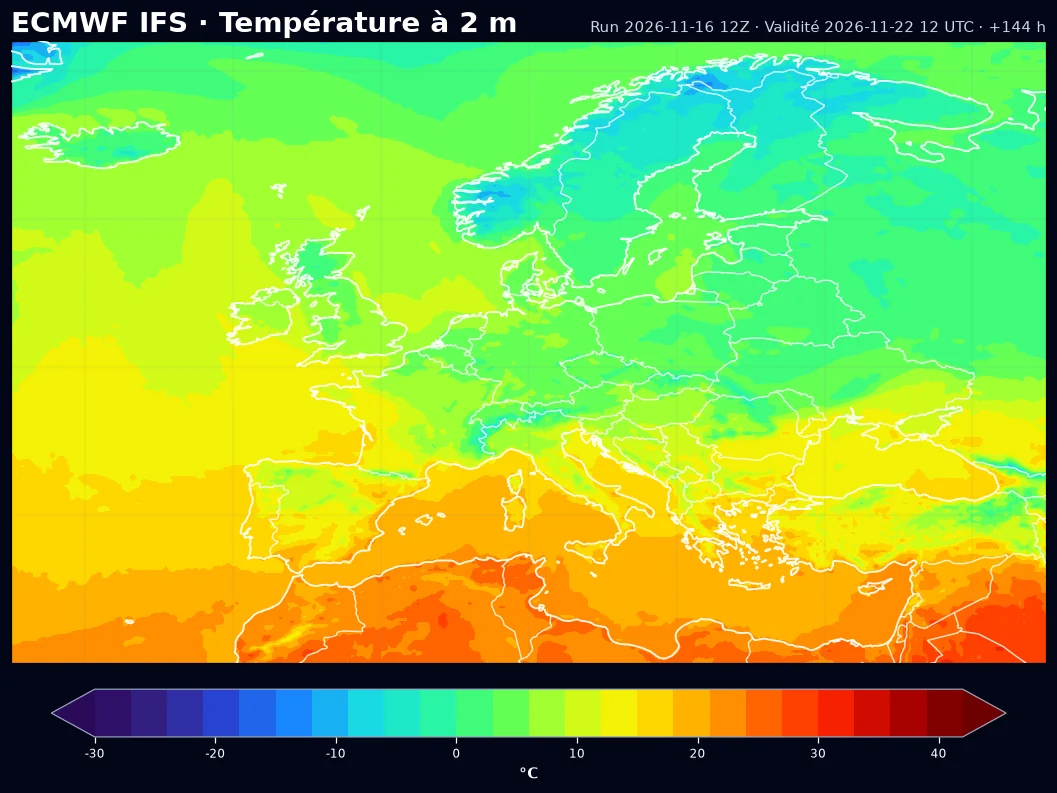 ECMWF IFS · Température à 2 m
Run 2026-11-16 12Z · Validité 2026-11-22 12 UTC · +144 h
-30 -20 -10 0 10 20 30 40
°C